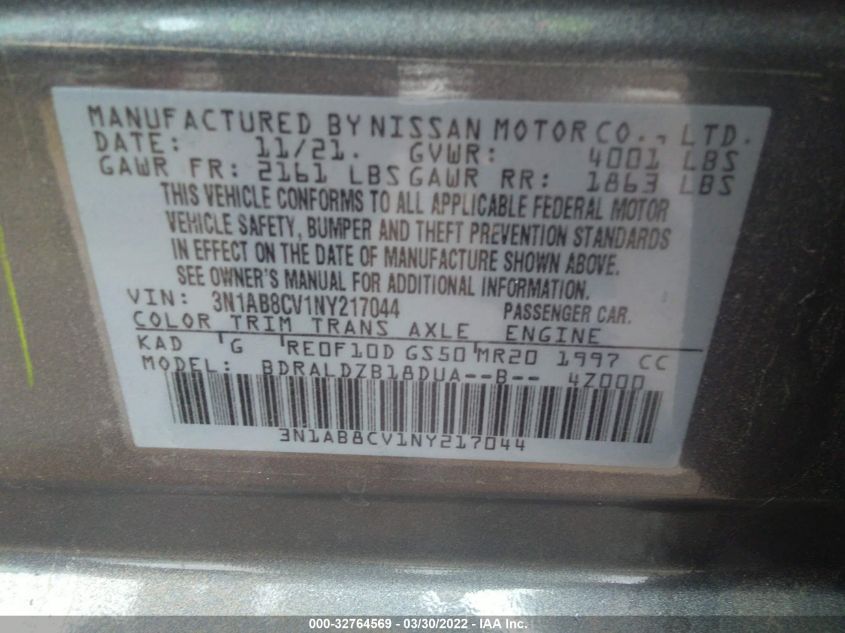 MANUFACTURED BY NISSAN MOTOR CO., LTD.
DATE: 11/21. GVWR: 4001 LBS
GAWR FR: 2161 LBS GAWR RR: 1863 LBS
THIS VEHICLE CONFORMS TO ALL APPLICABLE FEDERAL MOTOR
VEHICLE SAFETY, BUMPER AND THEFT PREVENTION STANDARDS
IN EFFECT ON THE DATE OF MANUFACTURE SHOWN ABOVE.
SEE OWNER'S MANUAL FOR ADDITIONAL INFORMATION.
VIN: 3N1AB8CV1NY217044 PASSENGER CAR.
COLOR TRIM TRANS AXLE ENGINE
KAD G RE0F10D GS50 MR20 1997 CC
MODEL: BDRALDZB18DUA--B-- 4Z000
3N1AB8CV1NY217044
000-32764569 - 03/30/2022 - IAAI.COM